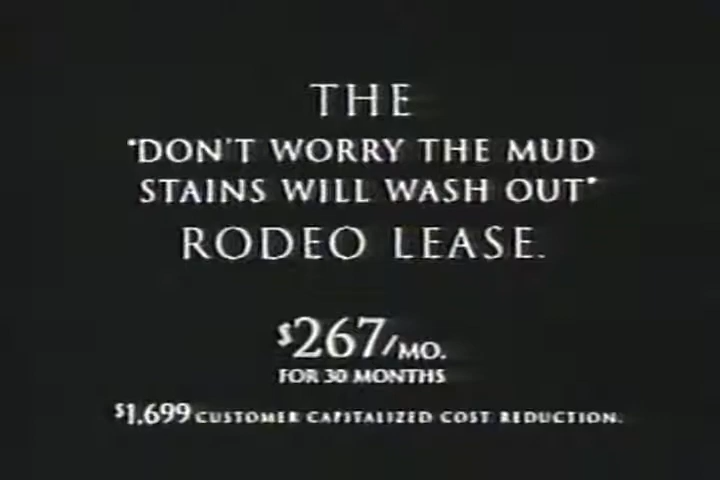 THE
"DON'T WORRY THE MUD
STAINS WILL WASH OUT"
RODEO LEASE.
$267/MO.
FOR 30 MONTHS
$1,699 CUSTOMER CAPITALIZED COST REDUCTION.